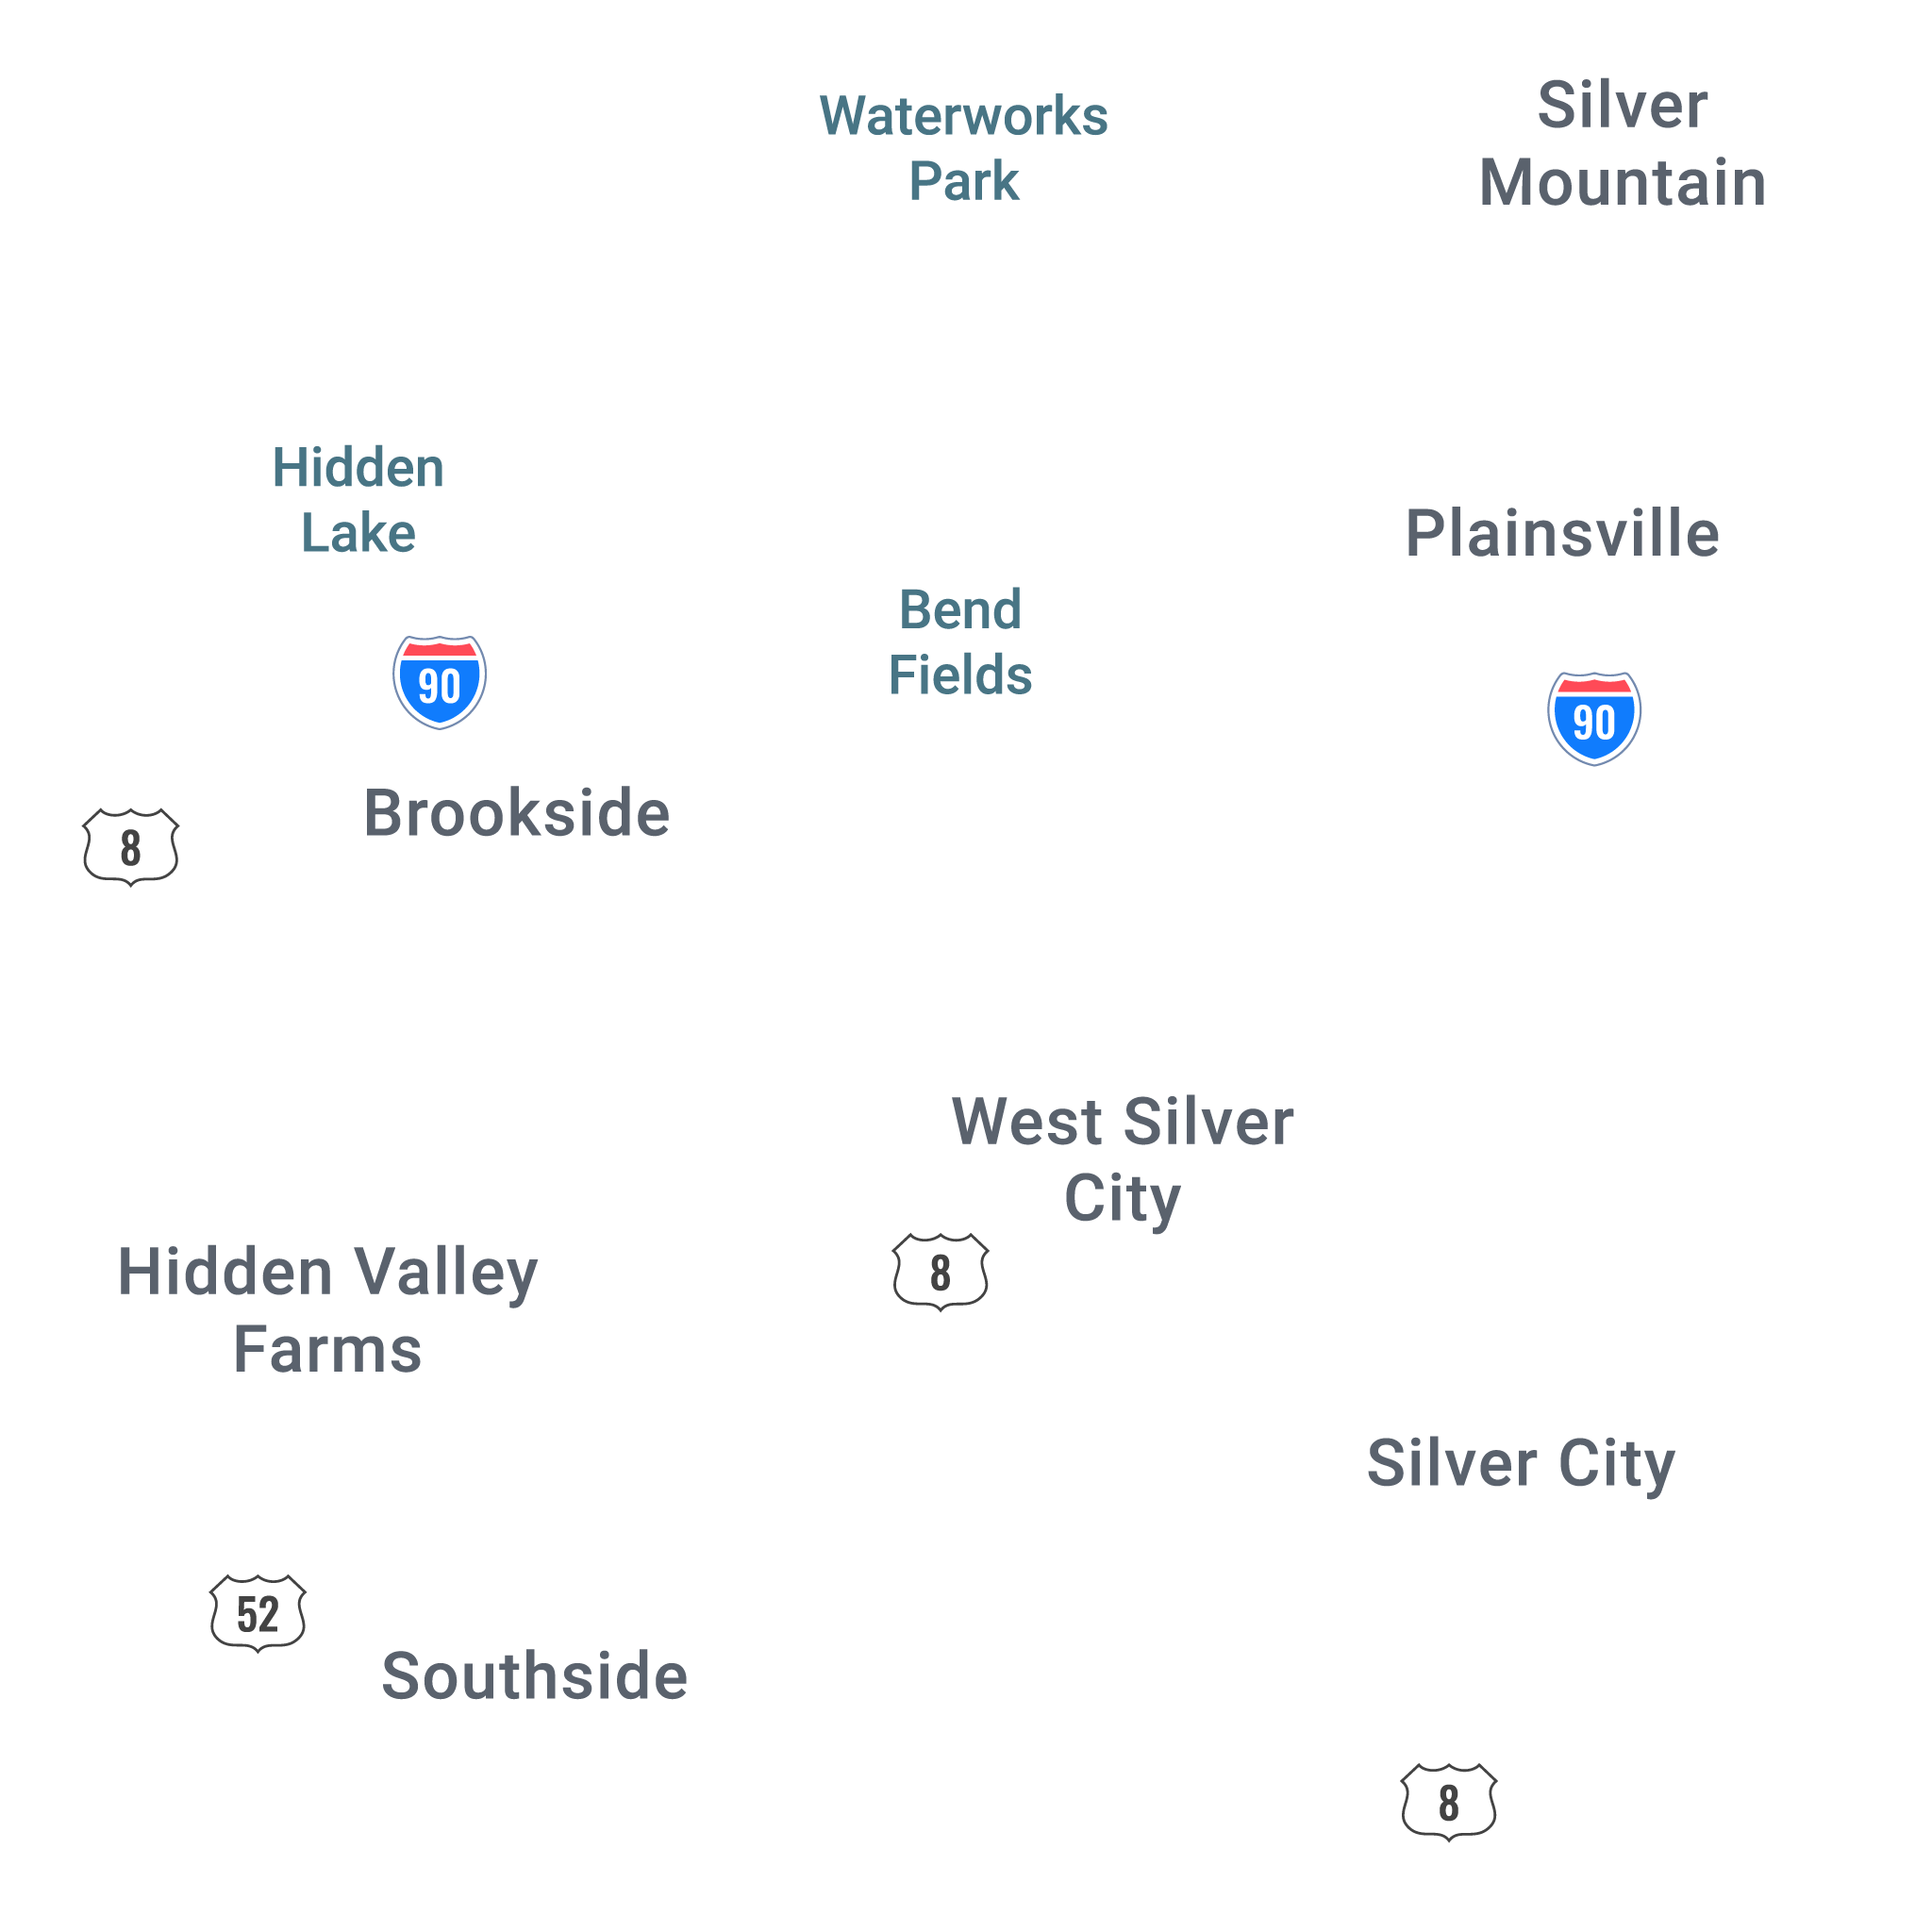 Waterworks
Park
Silver
Mountain
Hidden
Lake
Plainsville
Bend
Fields
90
90
Brookside
8
West Silver
City
8
Hidden Valley
Farms
Silver City
52
Southside
8